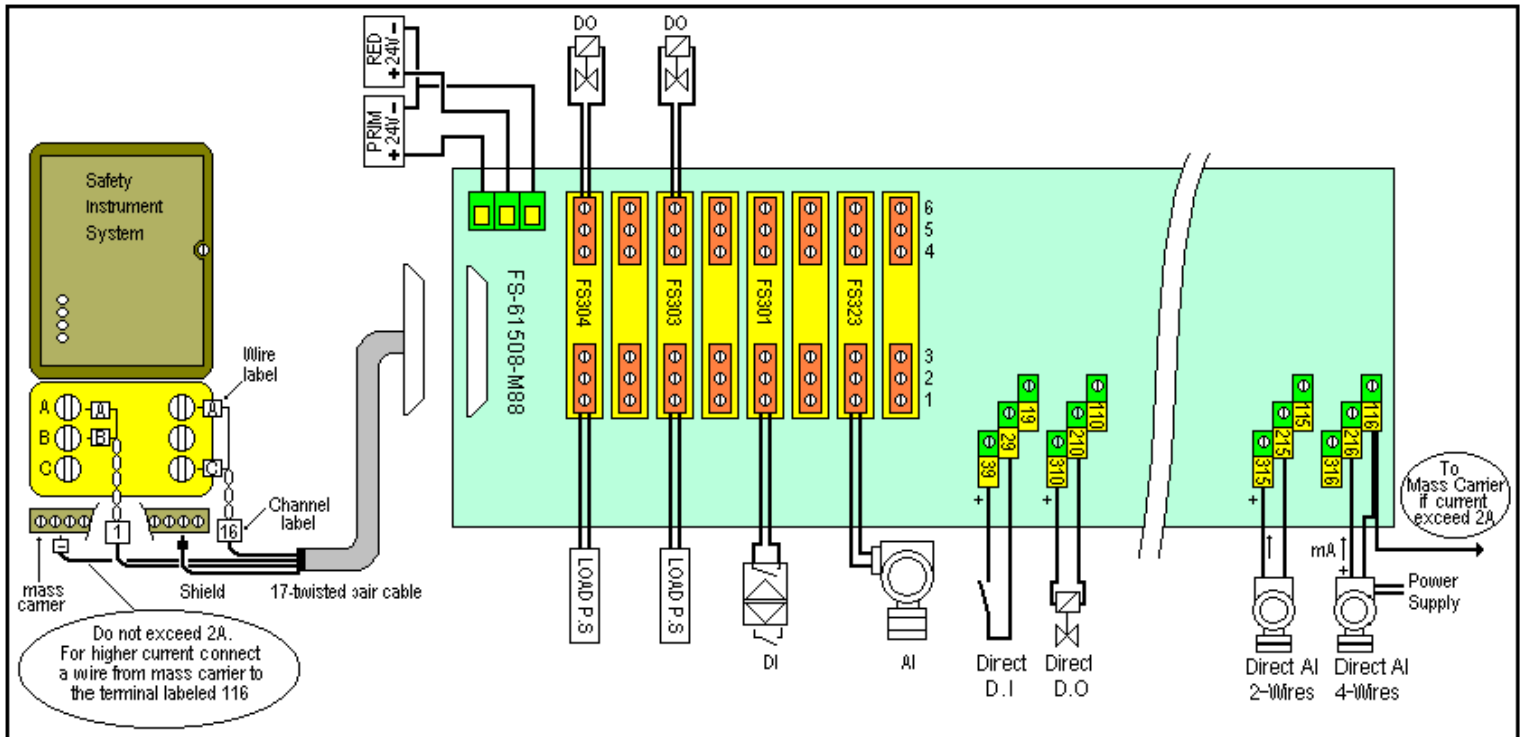 RED
- 24V +
PRIM
- 24V +
DO
DO
Safety
Instrument
System
Wire
label
A
B
C
A
B
A
C
FS-61508-M88
FS304
FS303
FS301
FS323
6
5
4
3
2
1
1
16
Channel
label
mass
carrier
Shield
17-twisted pair cable
Do not exceed 2A.
For higher current connect
a wire from mass carrier to
the terminal labeled 116
LOAD P.S
LOAD P.S
DI
AI
39
29
19
+
Direct
D.I
310
210
110
+
Direct
D.O
315
215
115
+
Direct AI
2-Wires
316
216
116
mA
+
Direct AI
4-Wires
Power
Supply
To
Mass Carrier
if current
exceed 2A